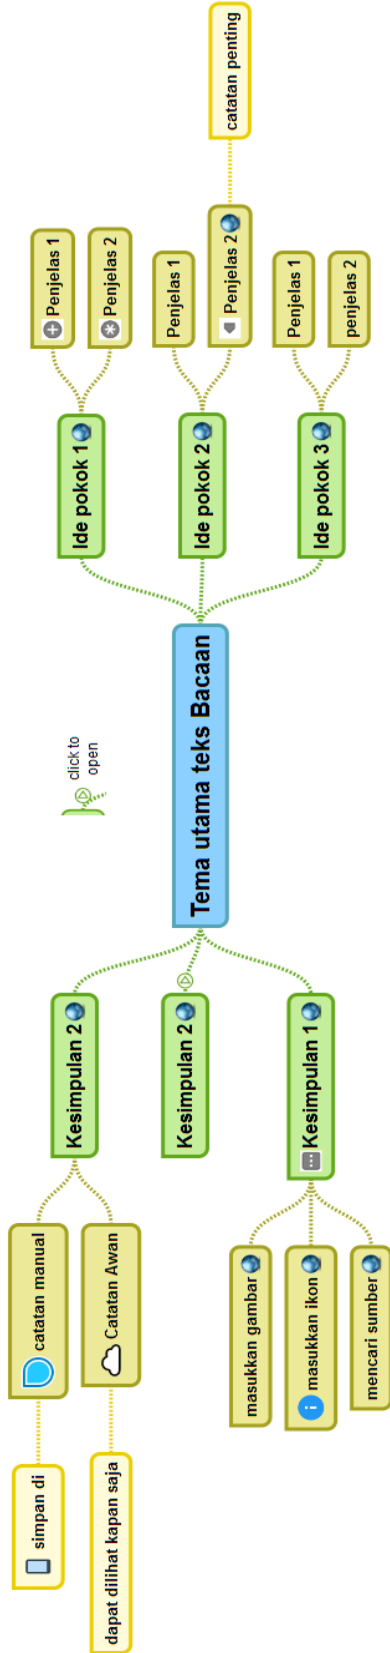 catatan penting
Penjelas 1
Penjelas 2
Penjelas 1
Penjelas 2
Penjelas 1
penjelas 2
Ide pokok 1
Ide pokok 2
Ide pokok 3
click to
open
Tema utama teks Bacaan
Kesimpulan 2
Kesimpulan 2
Kesimpulan 1
catatan manual
Catatan Awan
masukkan gambar
masukkan ikon
mencari sumber
simpan di
dapat dilihat kapan saja